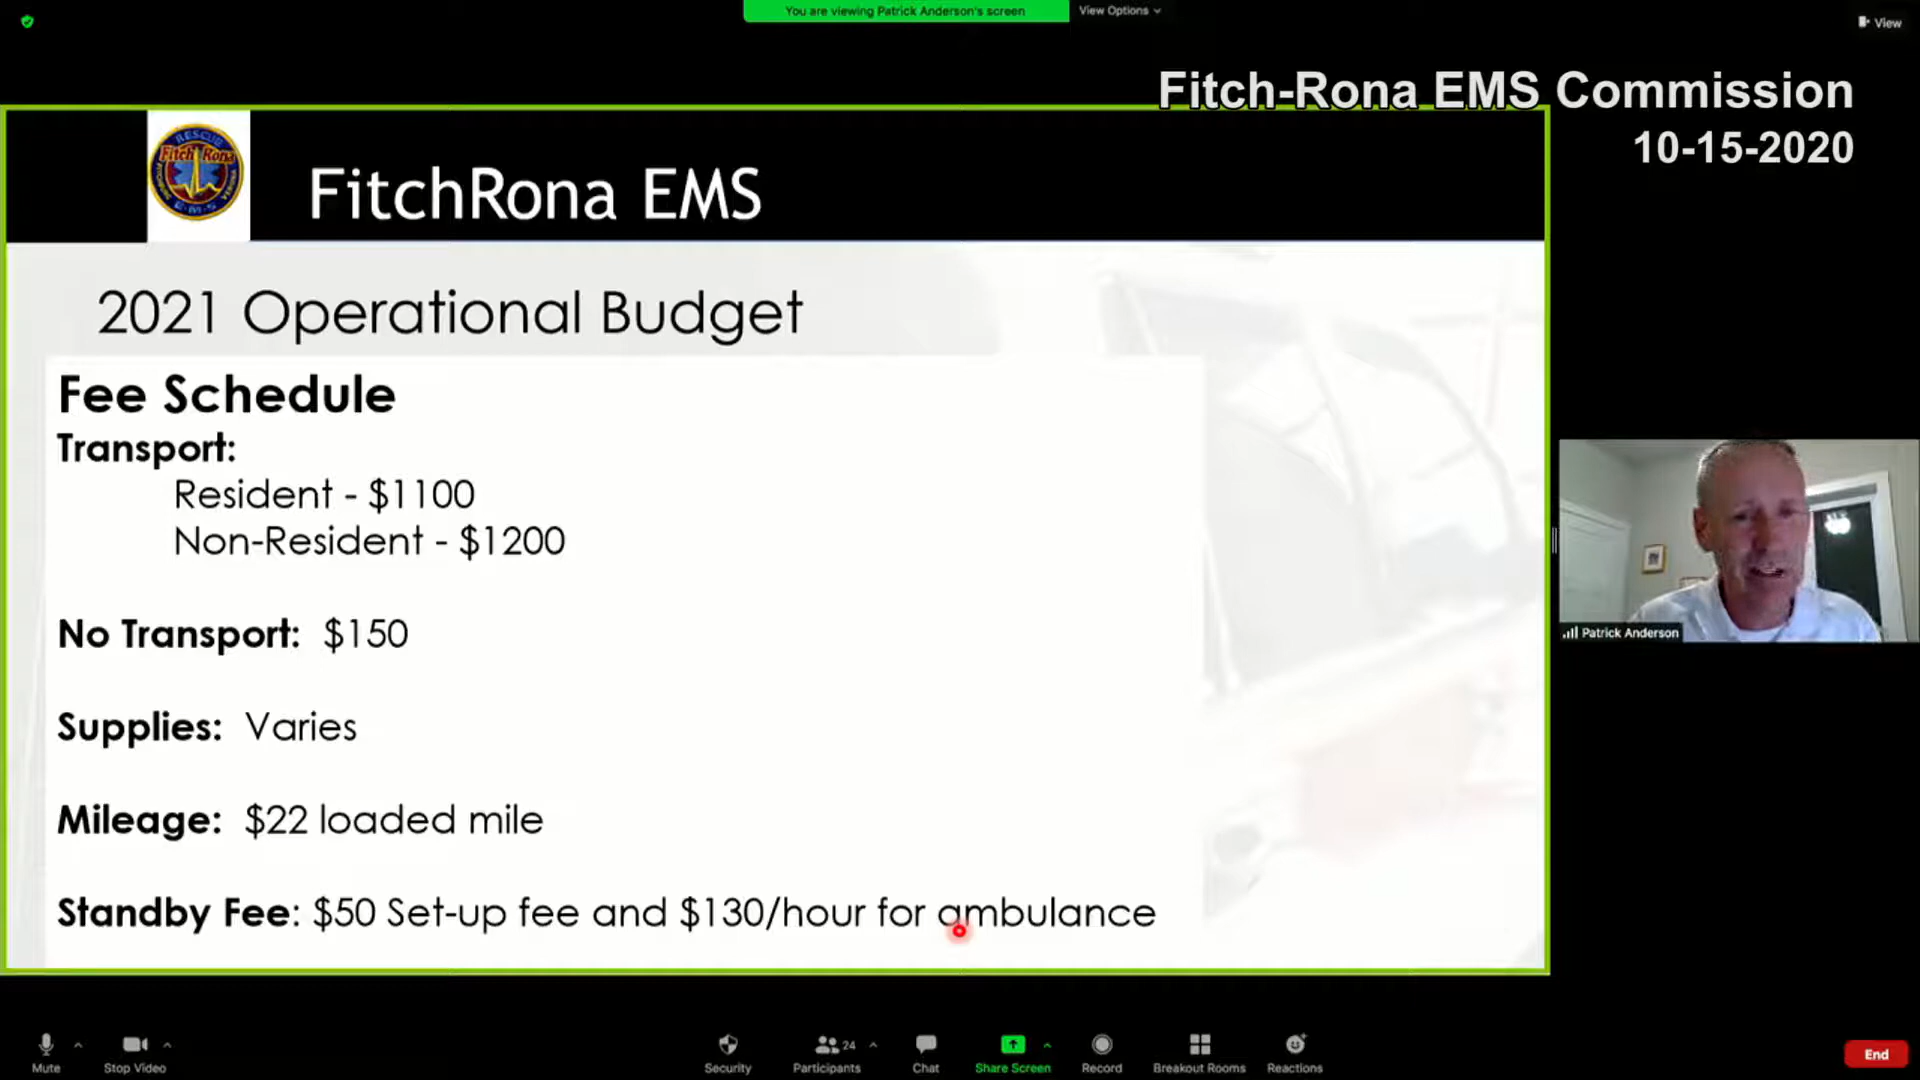 You are viewing Patrick Anderson's screen
View Options
View
Fitch-Rona EMS Commission
10-15-2020
RESCUE
Fitch Rona
E·M·S
FitchRona EMS
2021 Operational Budget
Fee Schedule
Transport:
Resident - $1100
Non-Resident - $1200
No Transport: $150
Supplies: Varies
Mileage: $22 loaded mile
Standby Fee: $50 Set-up fee and $130/hour for ambulance
Patrick Anderson
Mute
Stop Video
Security
24
Participants
Chat
Share Screen
Record
Breakout Rooms
Reactions
End